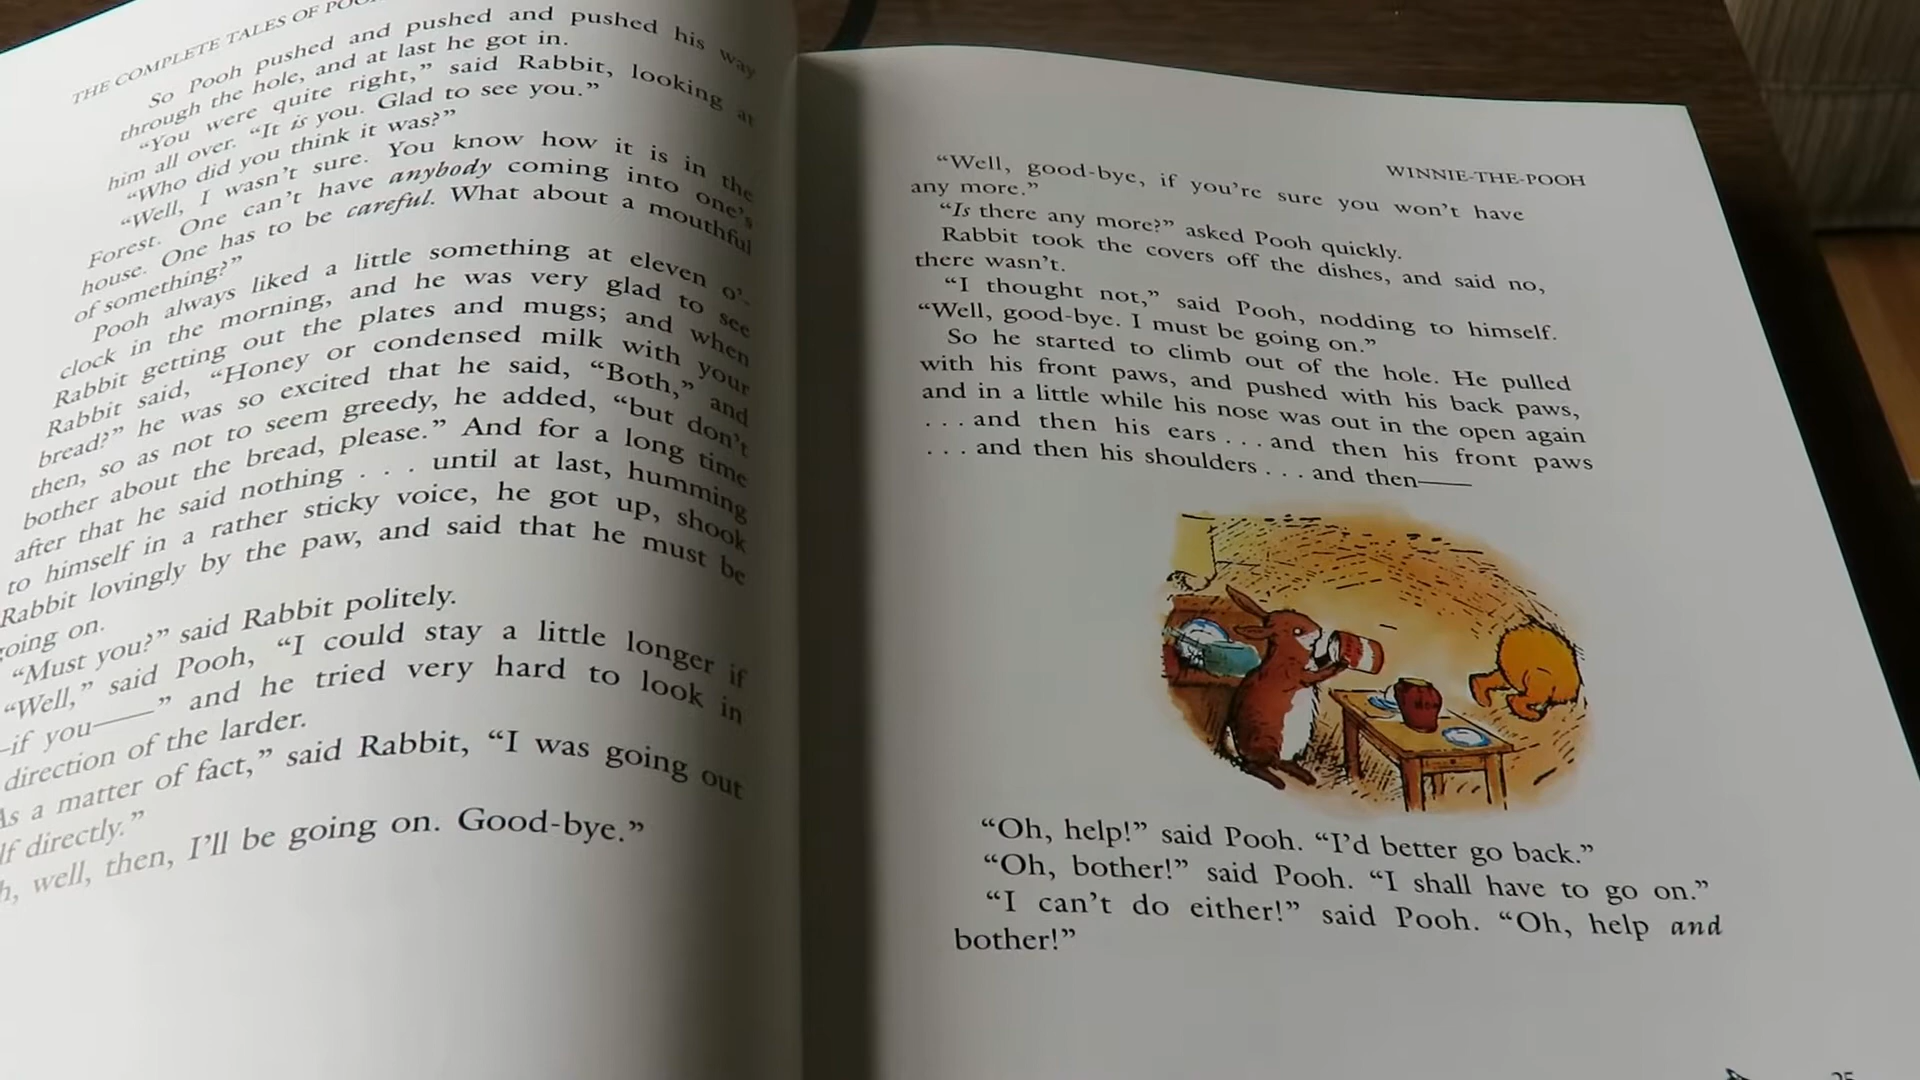 THE COMPLETE TALES OF
So Pooh pushed and pushed and pushed his way
through the hole, and at last he got in.
“You were quite right,” said Rabbit, looking at
him all over. “It is you. Glad to see you.”
“Who did you think it was?”
“Well, I wasn’t sure. You know how it is in the
Forest. One can’t have anybody coming into one’s
house. One has to be careful. What about a mouthful
of something?”
Pooh always liked a little something at eleven o’-
clock in the morning, and he was very glad to see
Rabbit getting out the plates and mugs; and when
Rabbit said, “Honey or condensed milk with your
bread?” he was so excited that he said, “Both,” and
then, so as not to seem greedy, he added, “but don’t
bother about the bread, please.” And for a long time
after that he said nothing . . . until at last, humming
to himself in a rather sticky voice, he got up, shook
Rabbit lovingly by the paw, and said that he must be
going on.
“Must you?” said Rabbit politely.
“Well,” said Pooh, “I could stay a little longer if
—if you——” and he tried very hard to look in
direction of the larder.
As a matter of fact,” said Rabbit, “I was going out
directly.”
well, then, I’ll be going on. Good-bye.”
WINNIE-THE-POOH
“Well, good-bye, if you’re sure you won’t have
any more.”
“Is there any more?” asked Pooh quickly.
Rabbit took the covers off the dishes, and said no,
there wasn’t.
“I thought not,” said Pooh, nodding to himself.
“Well, good-bye. I must be going on.”
So he started to climb out of the hole. He pulled
with his front paws, and pushed with his back paws,
and in a little while his nose was out in the open again
. . . and then his ears . . . and then his front paws
. . . and then his shoulders . . . and then——
“Oh, help!” said Pooh. “I’d better go back.”
“Oh, bother!” said Pooh. “I shall have to go on.”
“I can’t do either!” said Pooh. “Oh, help and
bother!”